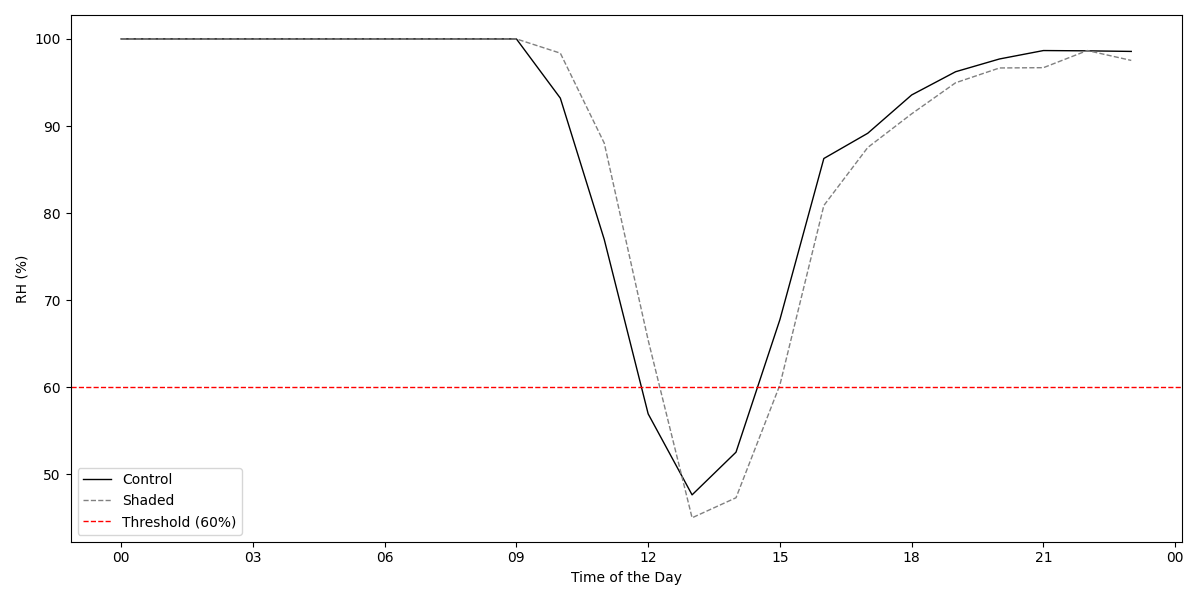 100
90
80
70
60
50
RH (%)
Control
Shaded
Threshold (60%)
00 03 06 09 12 15 18 21 00
Time of the Day